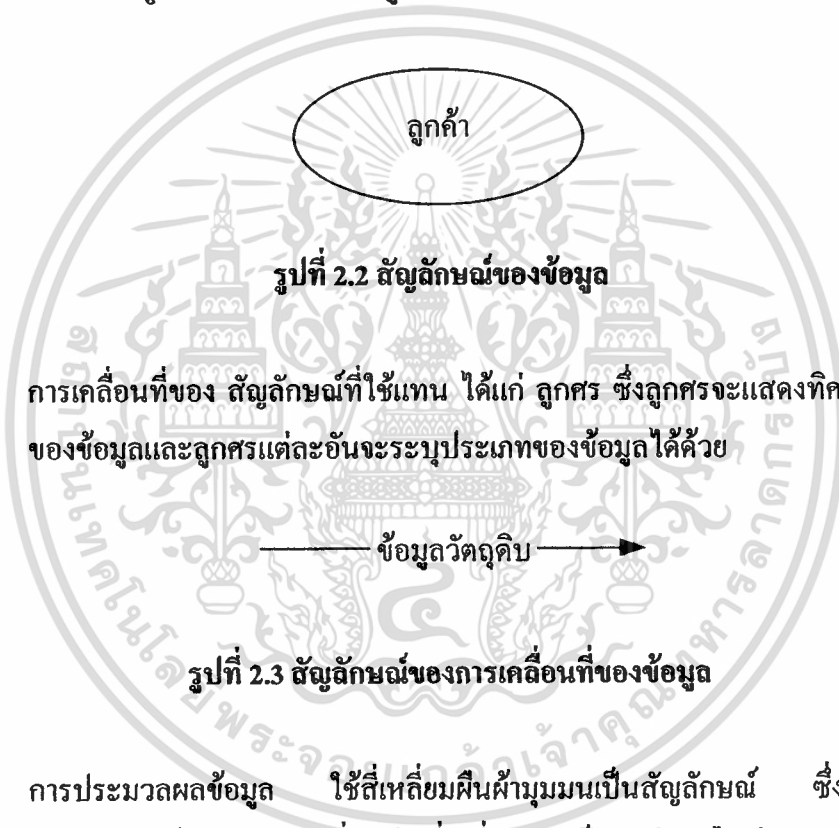 ลูกค้า
รูปที่ 2.2 สัญลักษณ์ของข้อมูล
การเคลื่อนที่ของ สัญลักษณ์ที่ใช้แทน ได้แก่ ลูกศร ซึ่งลูกศรจะแสดงทิศ
ของข้อมูลและลูกศรแต่ละอันจะระบุประเภทของข้อมูลได้ด้วย
ข้อมูลวัตถุดิบ
รูปที่ 2.3 สัญลักษณ์ของการเคลื่อนที่ของข้อมูล
การประมวลผลข้อมูล ใช้สี่เหลี่ยมผืนผ้ามุมมนเป็นสัญลักษณ์ ซึ่ง